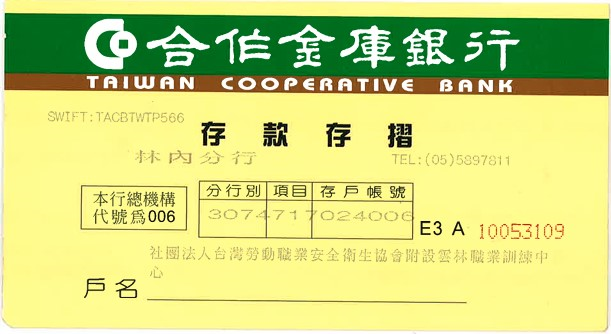 合作金庫銀行
TAIWAN COOPERATIVE BANK
SWIFT:TACBTWTP566
存款存摺
林內分行 TEL:(05)5897811
本行總機構
代號為006
分行別 項目 存戶帳號
3074717024006
E3 A 10053109
社團法人台灣勞動職業安全衛生協會附設雲林職業訓練中
心
戶名